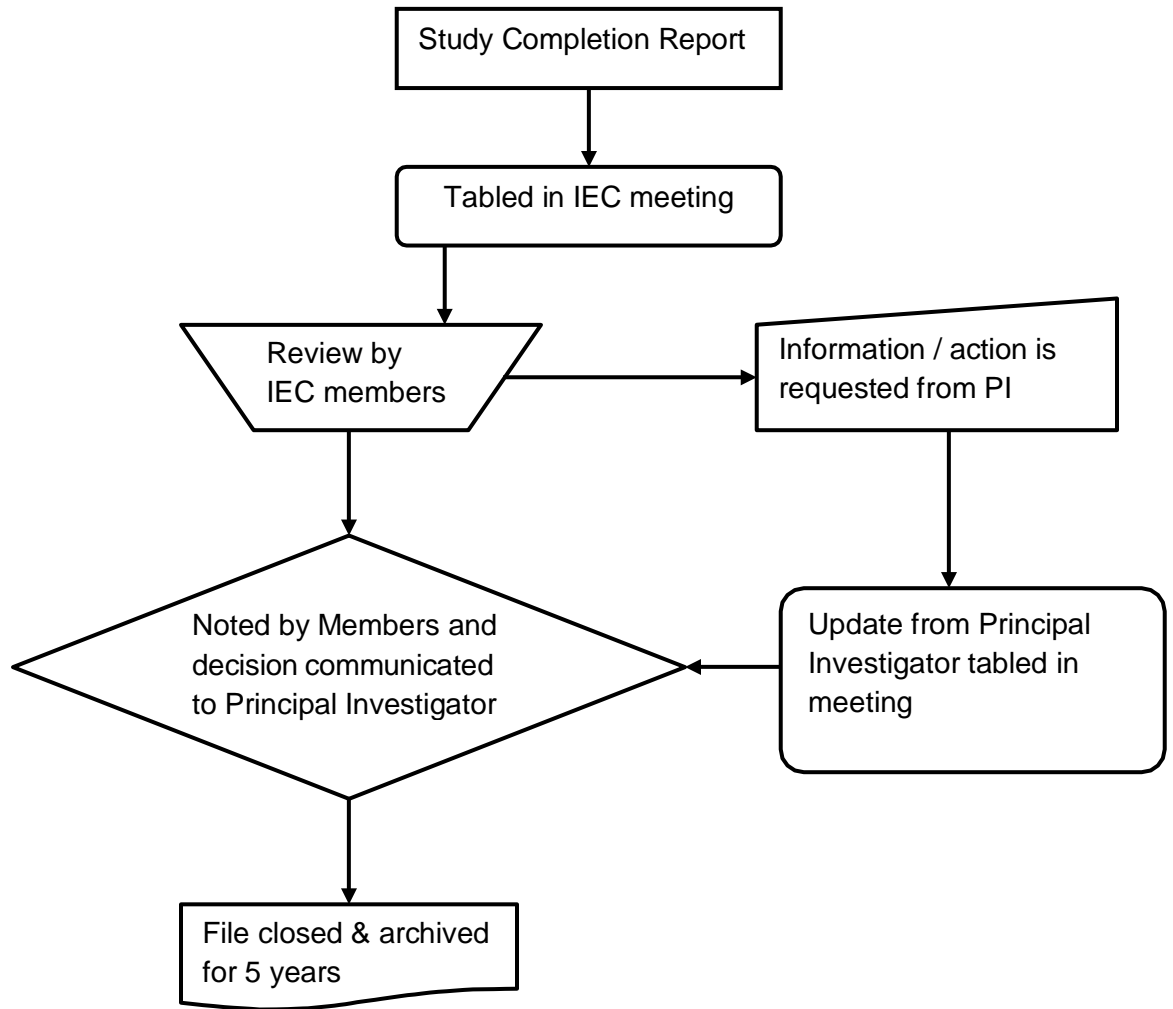 Study Completion Report
Tabled in IEC meeting
Review by
IEC members
Information / action is
requested from PI
Noted by Members and
decision communicated
to Principal Investigator
Update from Principal
Investigator tabled in
meeting
File closed & archived
for 5 years